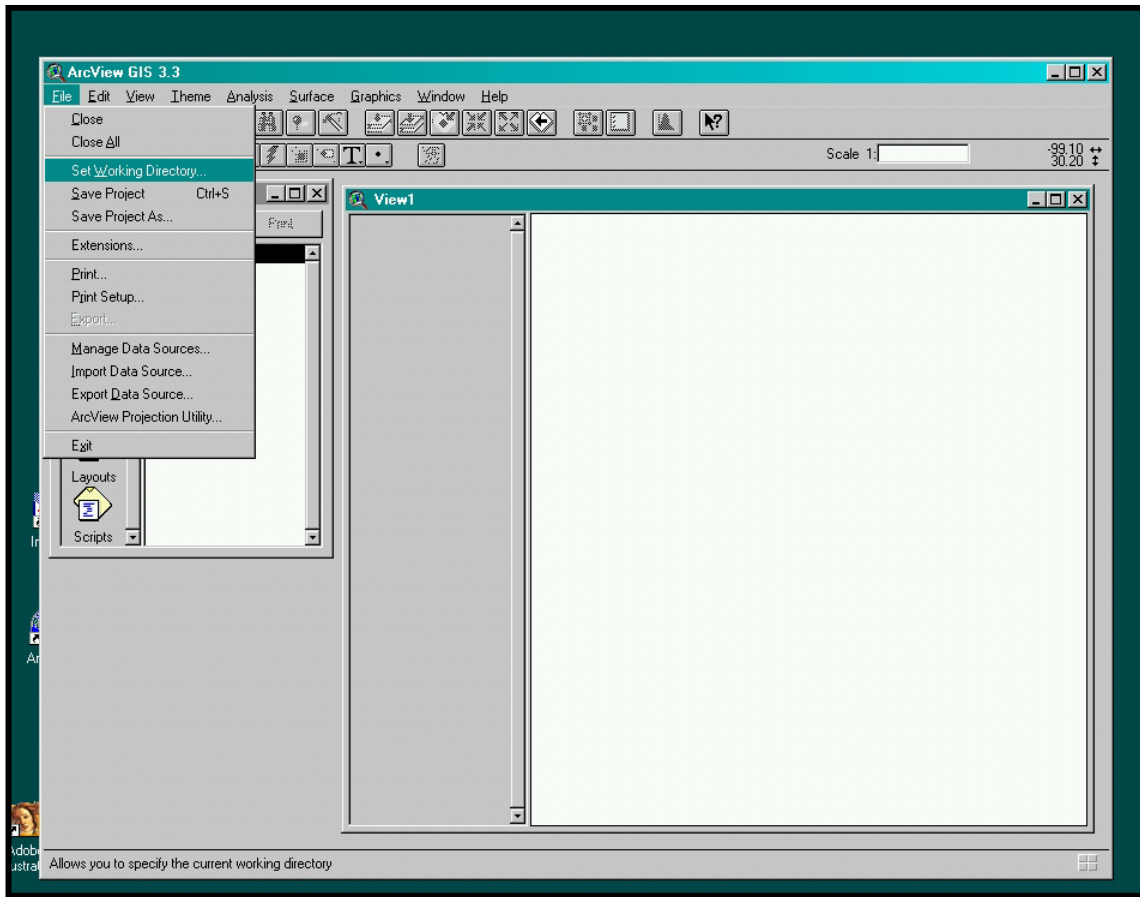 ArcView GIS 3.3
File Edit View Theme Analysis Surface Graphics Window Help
Close
Close All
Scale 1:
-99.10
30.20
Set Working Directory...
Save Project Ctrl+S
Save Project As...
Extensions...
Print...
Print Setup...
Export...
Manage Data Sources...
Import Data Source...
Export Data Source...
ArcView Projection Utility...
Exit
Print
View1
Layouts
Scripts
Allows you to specify the current working directory